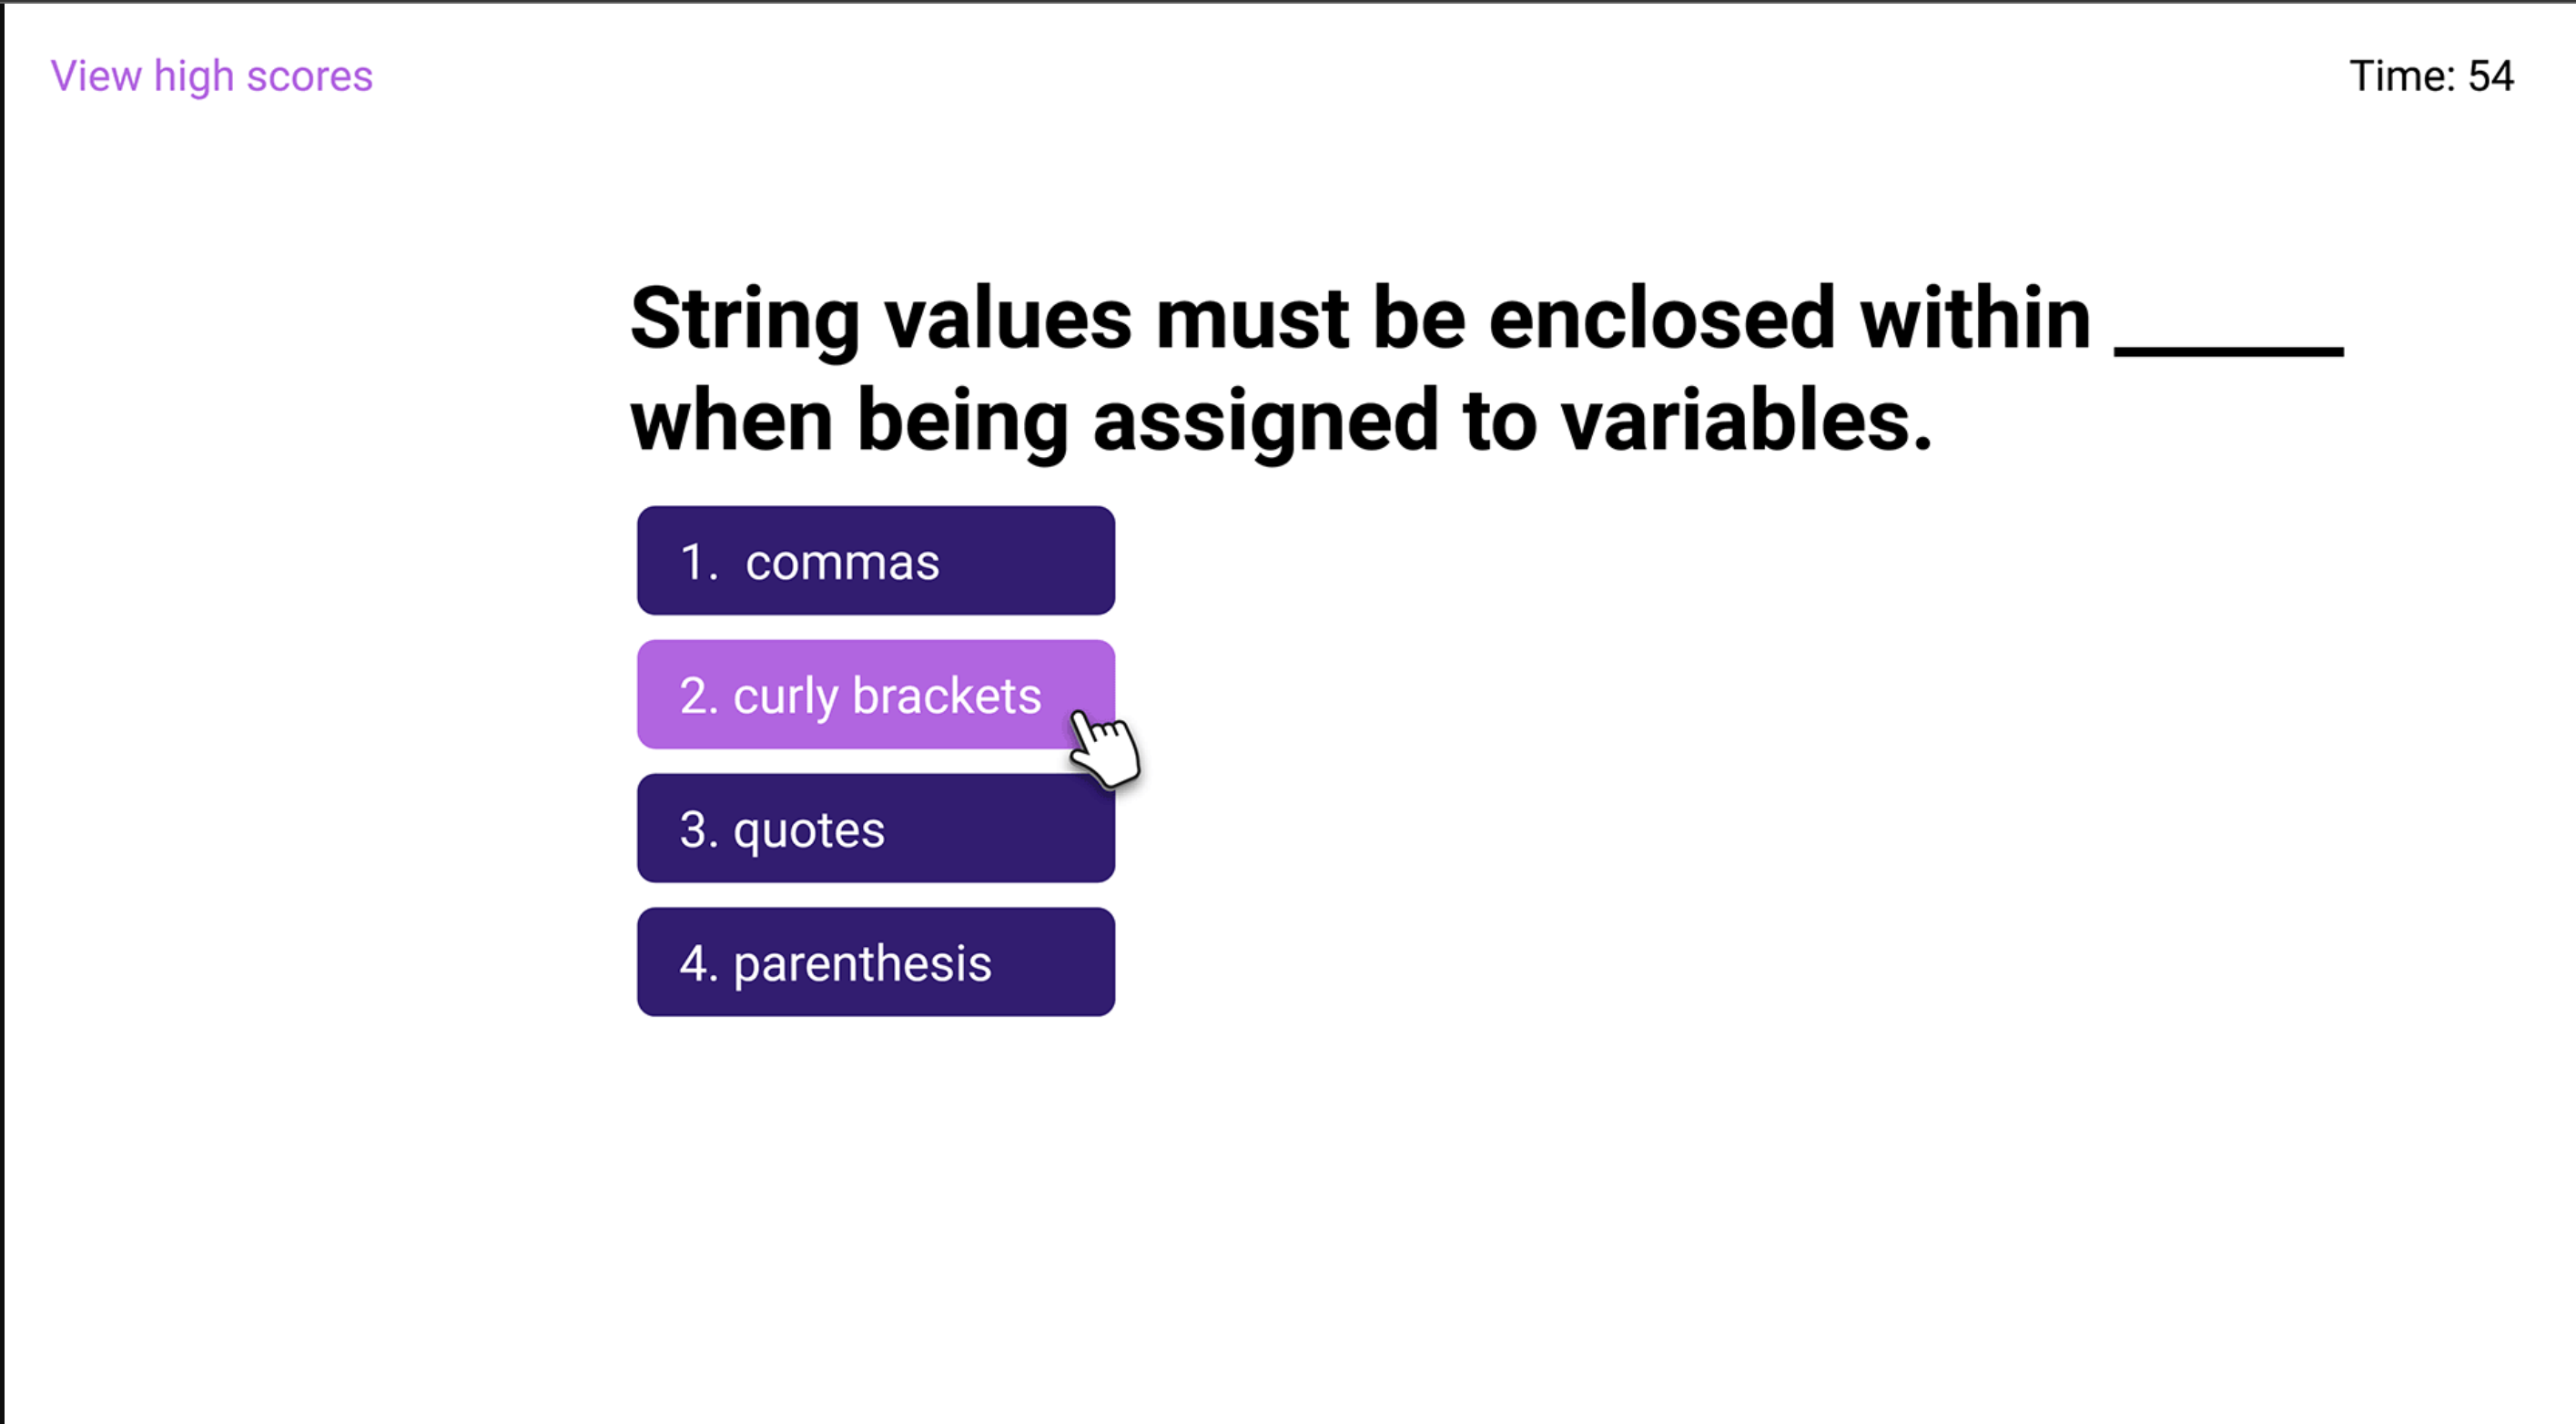 View high scores
Time: 54
String values must be enclosed within ______
when being assigned to variables.
1. commas
2. curly brackets
3. quotes
4. parenthesis